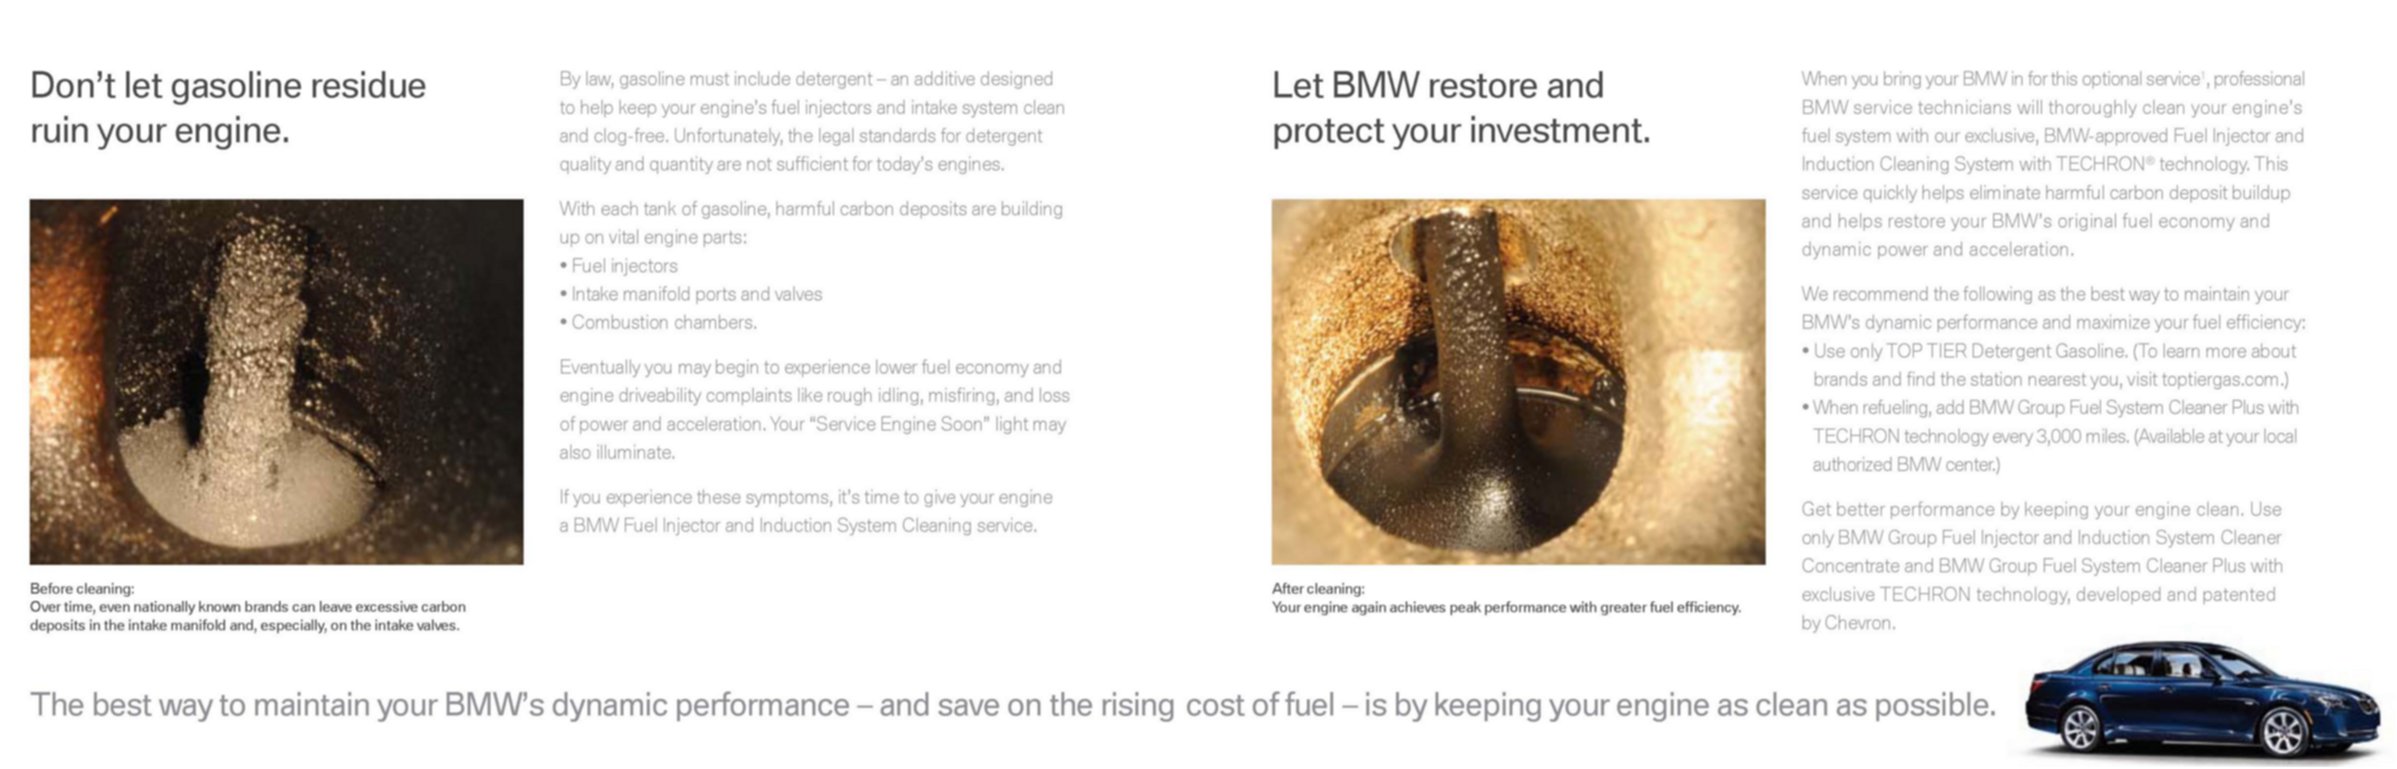 Don't let gasoline residue
ruin your engine.
Before cleaning:
Over time, even nationally known brands can leave excessive carbon
deposits in the intake manifold and, especially, on the intake valves.
By law, gasoline must include detergent – an additive designed
to help keep your engine's fuel injectors and intake system clean
and clog-free. Unfortunately, the legal standards for detergent
quality and quantity are not sufficient for today's engines.
With each tank of gasoline, harmful carbon deposits are building
up on vital engine parts:
• Fuel injectors
• Intake manifold ports and valves
• Combustion chambers.
Eventually you may begin to experience lower fuel economy and
engine driveability complaints like rough idling, misfiring, and loss
of power and acceleration. Your "Service Engine Soon" light may
also illuminate.
If you experience these symptoms, it's time to give your engine
a BMW Fuel Injector and Induction System Cleaning service.
Let BMW restore and
protect your investment.
After cleaning:
Your engine again achieves peak performance with greater fuel efficiency.
When you bring your BMW in for this optional service¹, professional
BMW service technicians will thoroughly clean your engine's
fuel system with our exclusive, BMW-approved Fuel Injector and
Induction Cleaning System with TECHRON® technology. This
service quickly helps eliminate harmful carbon deposit buildup
and helps restore your BMW's original fuel economy and
dynamic power and acceleration.
We recommend the following as the best way to maintain your
BMW's dynamic performance and maximize your fuel efficiency:
• Use only TOP TIER Detergent Gasoline. (To learn more about
brands and find the station nearest you, visit toptiergas.com.)
• When refueling, add BMW Group Fuel System Cleaner Plus with
TECHRON technology every 3,000 miles. (Available at your local
authorized BMW center.)
Get better performance by keeping your engine clean. Use
only BMW Group Fuel Injector and Induction System Cleaner
Concentrate and BMW Group Fuel System Cleaner Plus with
exclusive TECHRON technology, developed and patented
by Chevron.
The best way to maintain your BMW's dynamic performance – and save on the rising cost of fuel – is by keeping your engine as clean as possible.